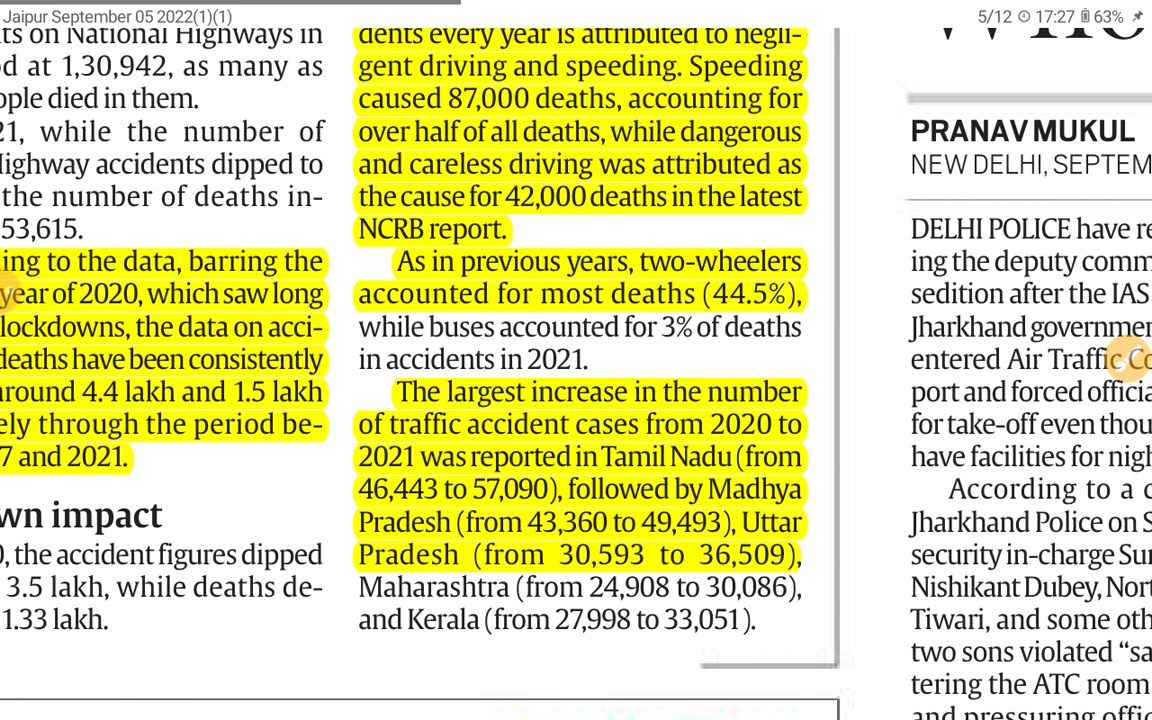 Jaipur September 05 2022(1)(1)
5/12 17:27 63%
on National Highways in
at 1,30,942, as many as
died in them.
while the number of
accidents dipped to
the number of deaths in-
53,615.
to the data, barring the
year of 2020, which saw long
lockdowns, the data on acci-
deaths have been consistently
4.4 lakh and 1.5 lakh
through the period be-
7 and 2021.
impact
the accident figures dipped
3.5 lakh, while deaths de-
1.33 lakh.
dents every year is attributed to negli-
gent driving and speeding. Speeding
caused 87,000 deaths, accounting for
over half of all deaths, while dangerous
and careless driving was attributed as
the cause for 42,000 deaths in the latest
NCRB report.
As in previous years, two-wheelers
accounted for most deaths (44.5%),
while buses accounted for 3% of deaths
in accidents in 2021.
The largest increase in the number
of traffic accident cases from 2020 to
2021 was reported in Tamil Nadu (from
46,443 to 57,090), followed by Madhya
Pradesh (from 43,360 to 49,493), Uttar
Pradesh (from 30,593 to 36,509),
Maharashtra (from 24,908 to 30,086),
and Kerala (from 27,998 to 33,051).
PRANAV MUKUL
NEW DELHI, SEPTEM
DELHI POLICE have re
ing the deputy comm
sedition after the IAS
Jharkhand governmen
entered Air Traffic Co
port and forced officia
for take-off even thou
have facilities for nigh
According to a c
Jharkhand Police on S
security in-charge Su
Nishikant Dubey, Nort
Tiwari, and some oth
two sons violated “sa
tering the ATC room
and pressuring offic